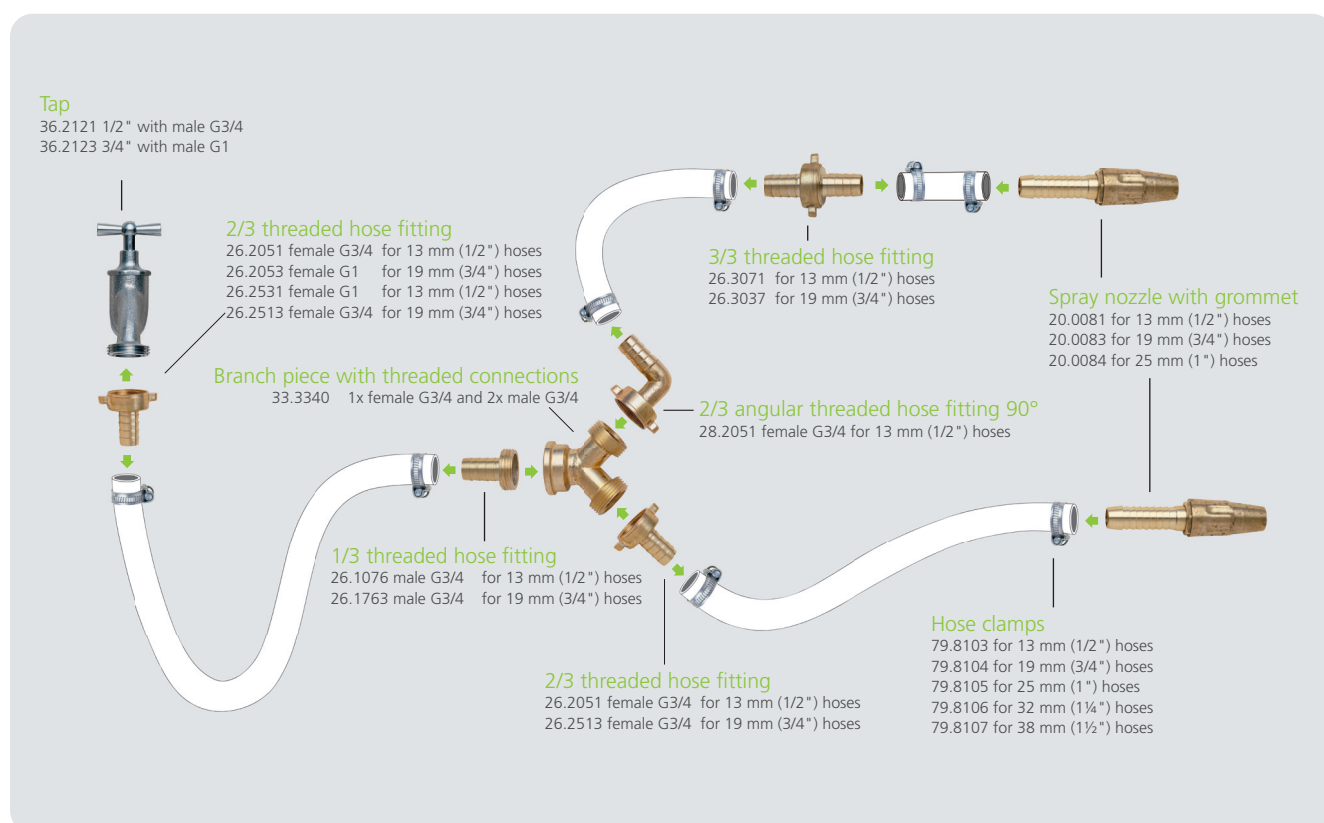 Tap
36.2121 1/2" with male G3/4
36.2123 3/4" with male G1
2/3 threaded hose fitting
26.2051 female G3/4 for 13 mm (1/2") hoses
26.2053 female G1 for 19 mm (3/4") hoses
26.2531 female G1 for 13 mm (1/2") hoses
26.2513 female G3/4 for 19 mm (3/4") hoses
3/3 threaded hose fitting
26.3071 for 13 mm (1/2") hoses
26.3037 for 19 mm (3/4") hoses
Spray nozzle with grommet
20.0081 for 13 mm (1/2") hoses
20.0083 for 19 mm (3/4") hoses
20.0084 for 25 mm (1") hoses
Branch piece with threaded connections
33.3340 1x female G3/4 and 2x male G3/4
2/3 angular threaded hose fitting 90°
28.2051 female G3/4 for 13 mm (1/2") hoses
1/3 threaded hose fitting
26.1076 male G3/4 for 13 mm (1/2") hoses
26.1763 male G3/4 for 19 mm (3/4") hoses
2/3 threaded hose fitting
26.2051 female G3/4 for 13 mm (1/2") hoses
26.2513 female G3/4 for 19 mm (3/4") hoses
Hose clamps
79.8103 for 13 mm (1/2") hoses
79.8104 for 19 mm (3/4") hoses
79.8105 for 25 mm (1") hoses
79.8106 for 32 mm (1¼") hoses
79.8107 for 38 mm (1½") hoses